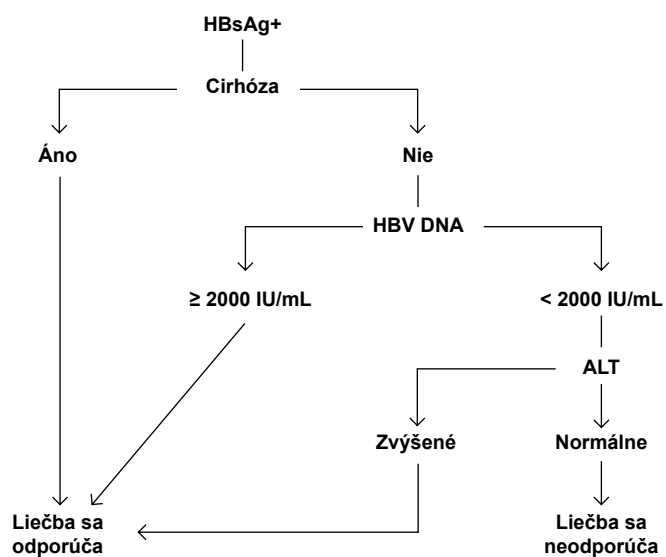 HBsAg+
Cirhóza
Áno
Nie
HBV DNA
≥ 2000 IU/mL
< 2000 IU/mL
ALT
Zvýšené
Normálne
Liečba sa
odporúča
Liečba sa
neodporúča